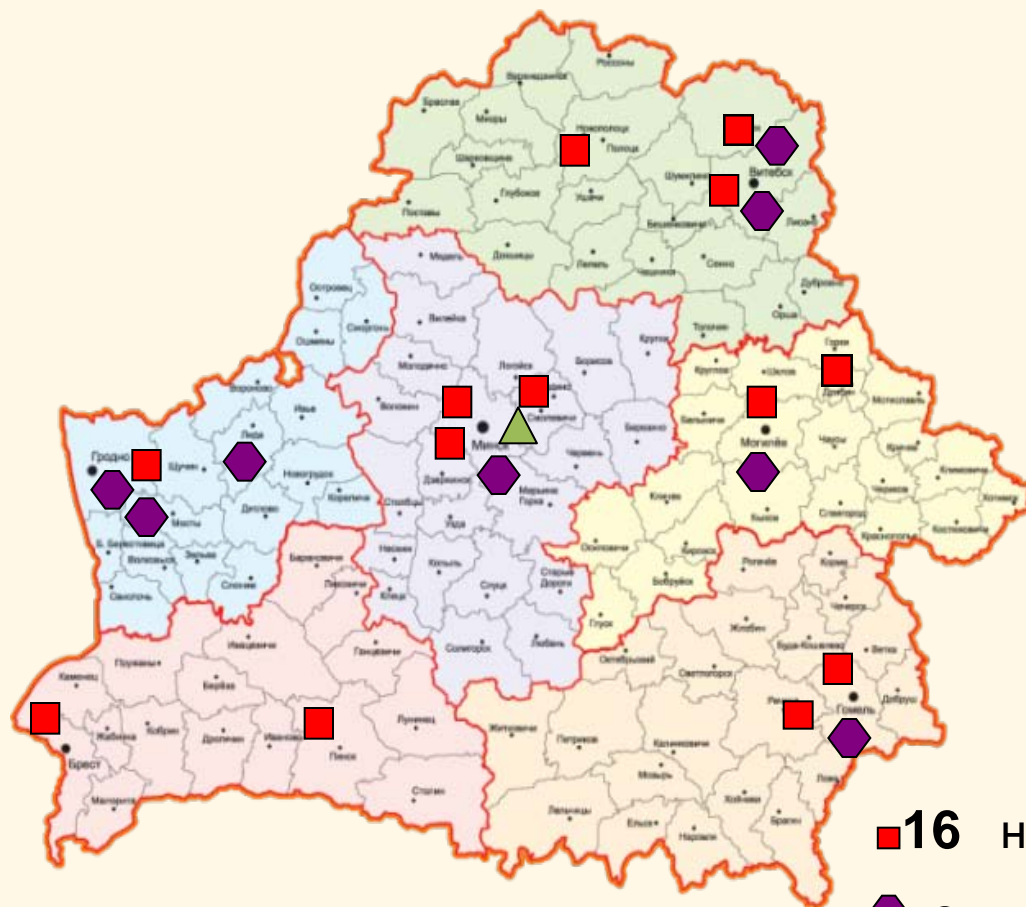 Россоны
Верхнедвинск
Браслав
Миоры
Новополоцк
Полоцк
Шарковщина
Витебск
Шумилино
Глубокое
Ушачи
Поставы
Бешенковичи
Лиозно
Докшицы
Лепель
Чашники
Сенно
Мядель
Дубровно
Островец
Орша
Сморгонь
Вилейка
Толочин
Ошмяны
Крупки
Горки
Молодечно
Логойск
Борисов
Круглое
Шклов
Вороново
Дрибин
Мстиславль
Воложин
Смолевичи
Ивье
Белыничи
Лида
Минск
Березино
Могилёв
Чаусы
Гродно
Щучин
Червень
Кричев
Новогрудок
Дзержинск
Климовичи
Кореличи
Марьина
Горка
Чериков
Столбцы
Кличев
Хотимск
Дятлово
Мосты
Узда
Быхов
Славгород
Костюковичи
Краснополье
Б. Берестовица
Осиповичи
Кировск
Волковыск
Зельва
Барановичи
Несвиж
Копыль
Рогачёв
Корма
Слоним
Ляховичи
Слуцк
Старые
Дороги
Бобруйск
Свислочь
Клецк
Чечерск
Глуск
Жлобин
Ивацевичи
Ганцевичи
Солигорск
Любань
Буда-Кошелёво
Ветка
Пружаны
Октябрьский
Светлогорск
Каменец
Берёза
Добруш
Гомель
Лунинец
Житковичи
Жабинка
Кобрин
Дрогичин
Иваново
Петриков
Калинковичи
Брест
Пинск
Мозырь
Столин
Хойники
Малорита
Лельчицы
Ельск
Наровля
Брагин
16 Н